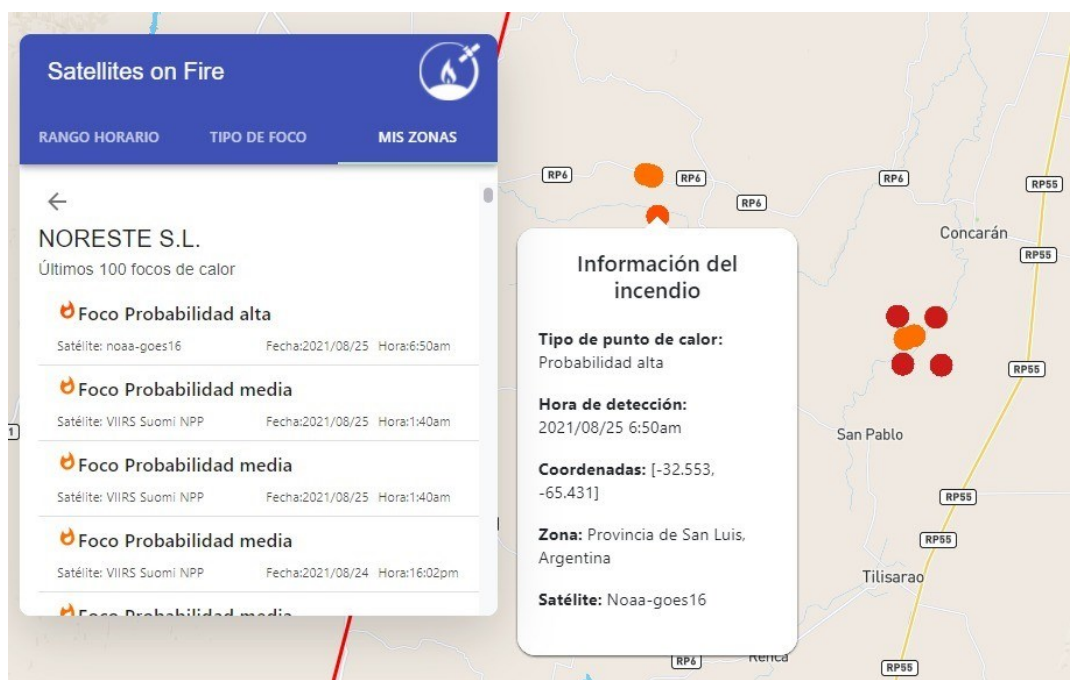 Satellites on Fire
RANGO HORARIO TIPO DE FOCO MIS ZONAS
NORESTE S.L.
Últimos 100 focos de calor
Foco Probabilidad alta
Satélite: noaa-goes16 Fecha:2021/08/25 Hora:6:50am
Foco Probabilidad media
Satélite: VIIRS Suomi NPP Fecha:2021/08/25 Hora:1:40am
Foco Probabilidad media
Satélite: VIIRS Suomi NPP Fecha:2021/08/25 Hora:1:40am
Foco Probabilidad media
Satélite: VIIRS Suomi NPP Fecha:2021/08/24 Hora:16:02pm
Foco Probabilidad media
Información del
incendio
Tipo de punto de calor:
Probabilidad alta
Hora de detección:
2021/08/25 6:50am
Coordenadas: [-32.553,
-65.431]
Zona: Provincia de San Luis,
Argentina
Satélite: Noaa-goes16
RP6
RP6
RP6
RP6
RP55
Concarán
RP55
RP55
San Pablo
RP55
RP55
Tilisarao
RP6
Renca
RP55